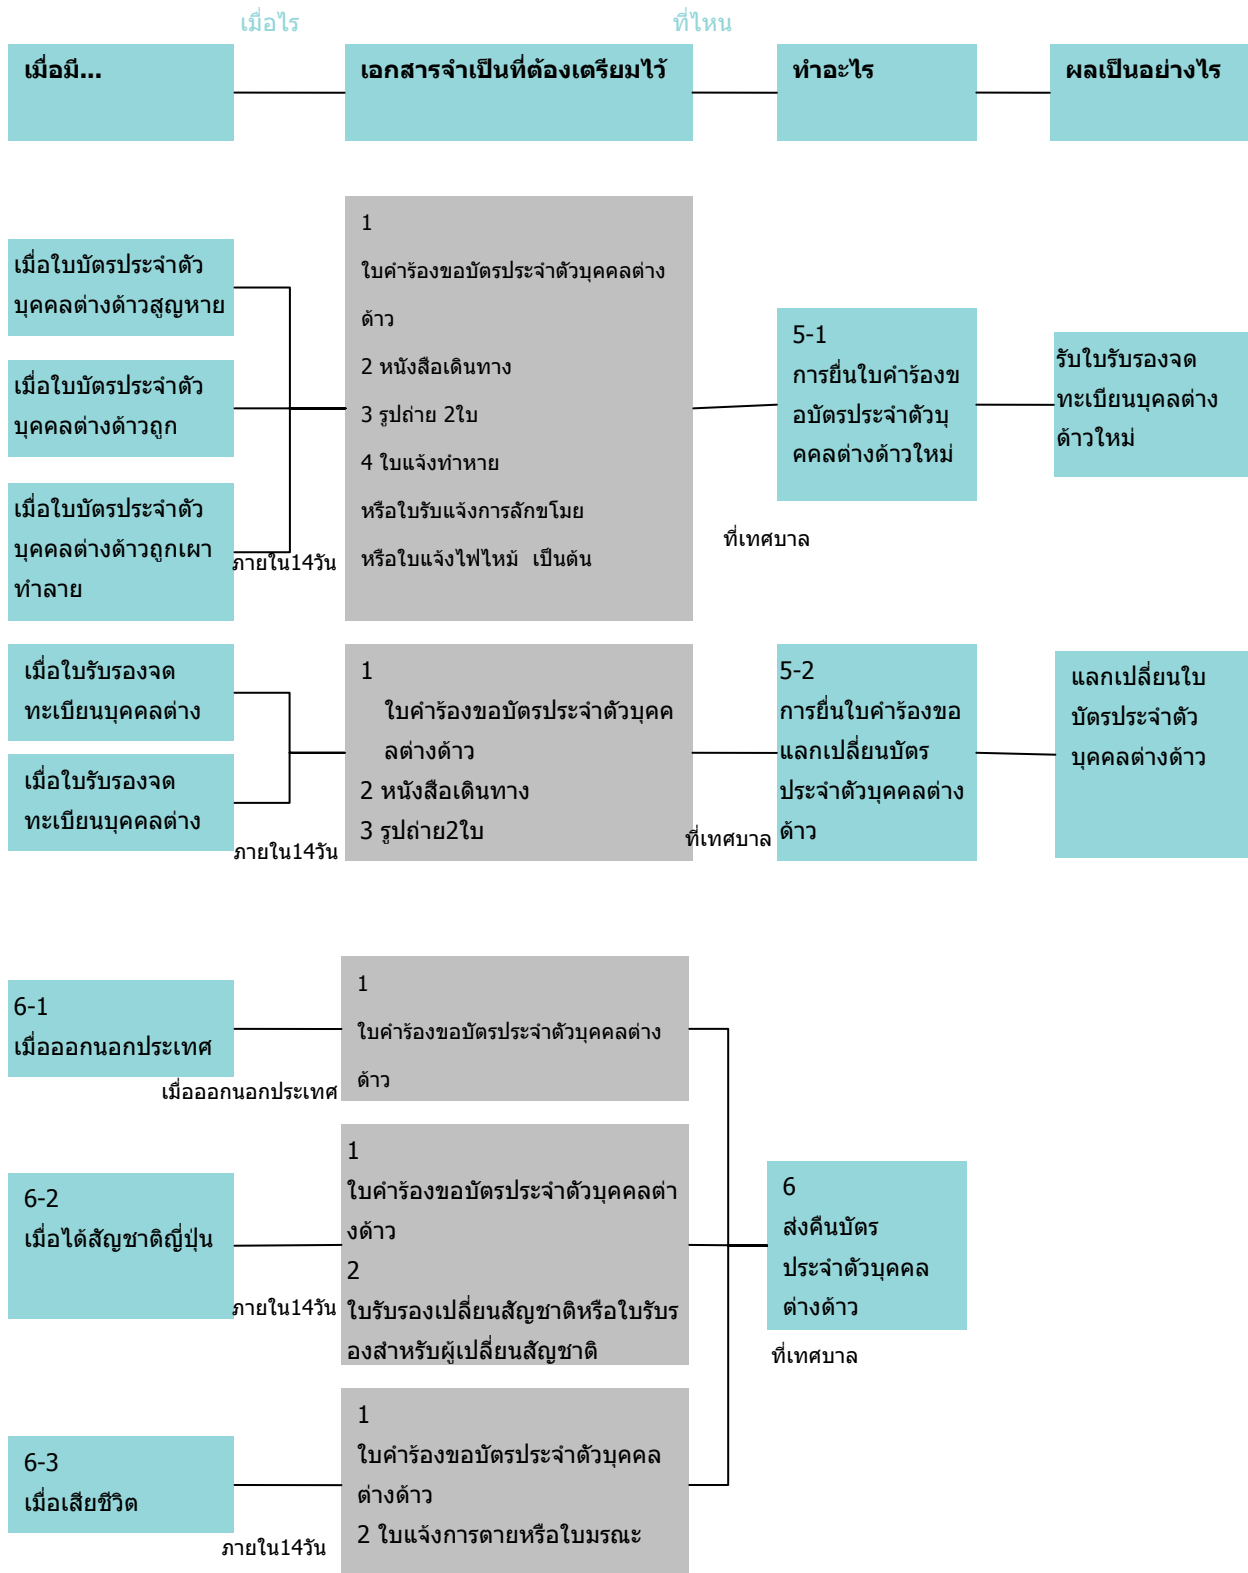 เมื่อไร
ที่ไหน
เมื่อมี...
เอกสารจำเป็นที่ต้องเตรียมไว้
ทำอะไร
ผลเป็นอย่างไร
เมื่อใบบัตรประจำตัว
บุคคลต่างด้าวสูญหาย
เมื่อใบบัตรประจำตัว
บุคคลต่างด้าวถูก
เมื่อใบบัตรประจำตัว
บุคคลต่างด้าวถูกเผา
ทำลาย
ภายใน14วัน
1
ใบคำร้องขอบัตรประจำตัวบุคคลต่าง
ด้าว
2 หนังสือเดินทาง
3 รูปถ่าย 2ใบ
4 ใบแจ้งทำหาย
หรือใบรับแจ้งการลักขโมย
หรือใบแจ้งไฟไหม้ เป็นต้น
ที่เทศบาล
5-1
การยื่นใบคำร้องข
อบัตรประจำตัวบุ
คคลต่างด้าวใหม่
รับใบรับรองจด
ทะเบียนบุคลต่าง
ด้าวใหม่
เมื่อใบรับรองจด
ทะเบียนบุคคลต่าง
เมื่อใบรับรองจด
ทะเบียนบุคคลต่าง
ภายใน14วัน
1
ใบคำร้องขอบัตรประจำตัวบุคค
ลต่างด้าว
2 หนังสือเดินทาง
3 รูปถ่าย2ใบ
ที่เทศบาล
5-2
การยื่นใบคำร้องขอ
แลกเปลี่ยนบัตร
ประจำตัวบุคคลต่าง
ด้าว
แลกเปลี่ยนใบ
บัตรประจำตัว
บุคคลต่างด้าว
6-1
เมื่อออกนอกประเทศ
เมื่อออกนอกประเทศ
1
ใบคำร้องขอบัตรประจำตัวบุคคลต่าง
ด้าว
6-2
เมื่อได้สัญชาติญี่ปุ่น
ภายใน14วัน
1
ใบคำร้องขอบัตรประจำตัวบุคคลต่า
งด้าว
2
ใบรับรองเปลี่ยนสัญชาติหรือใบรับร
องสำหรับผู้เปลี่ยนสัญชาติ
6
ส่งคืนบัตร
ประจำตัวบุคคล
ต่างด้าว
ที่เทศบาล
6-3
เมื่อเสียชีวิต
ภายใน14วัน
1
ใบคำร้องขอบัตรประจำตัวบุคคล
ต่างด้าว
2 ใบแจ้งการตายหรือใบมรณะ